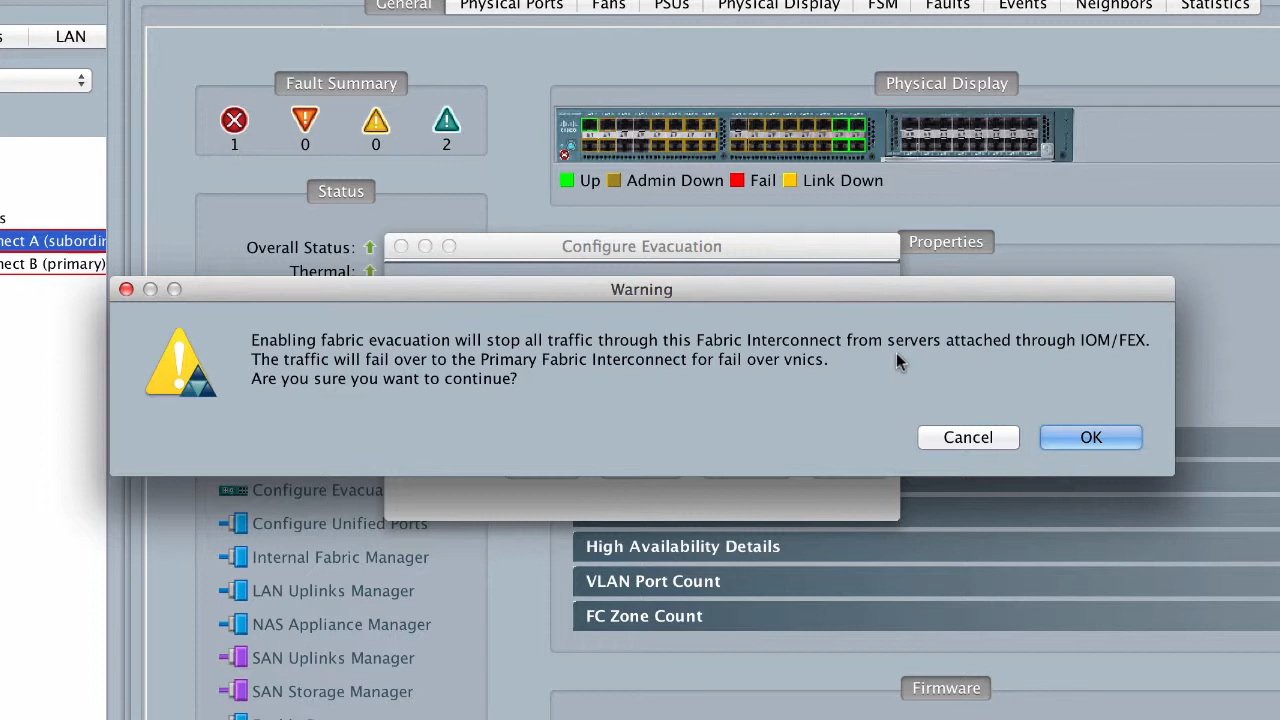 General
Physical Ports
Fans
PSUs
Physical Display
FSM
Faults
Events
Neighbors
Statistics
s
LAN
Fault Summary
1
0
0
2
Physical Display
Up
Admin Down
Fail
Link Down
Status
Overall Status:
Thermal:
Configure Evacuation
Properties
s
nect A (subordin
nect B (primary)
Warning
Enabling fabric evacuation will stop all traffic through this Fabric Interconnect from servers attached through IOM/FEX.
The traffic will fail over to the Primary Fabric Interconnect for fail over vnics.
Are you sure you want to continue?
Cancel
OK
Configure Evacua
Configure Unified Ports
Internal Fabric Manager
LAN Uplinks Manager
NAS Appliance Manager
SAN Uplinks Manager
SAN Storage Manager
High Availability Details
VLAN Port Count
FC Zone Count
Firmware